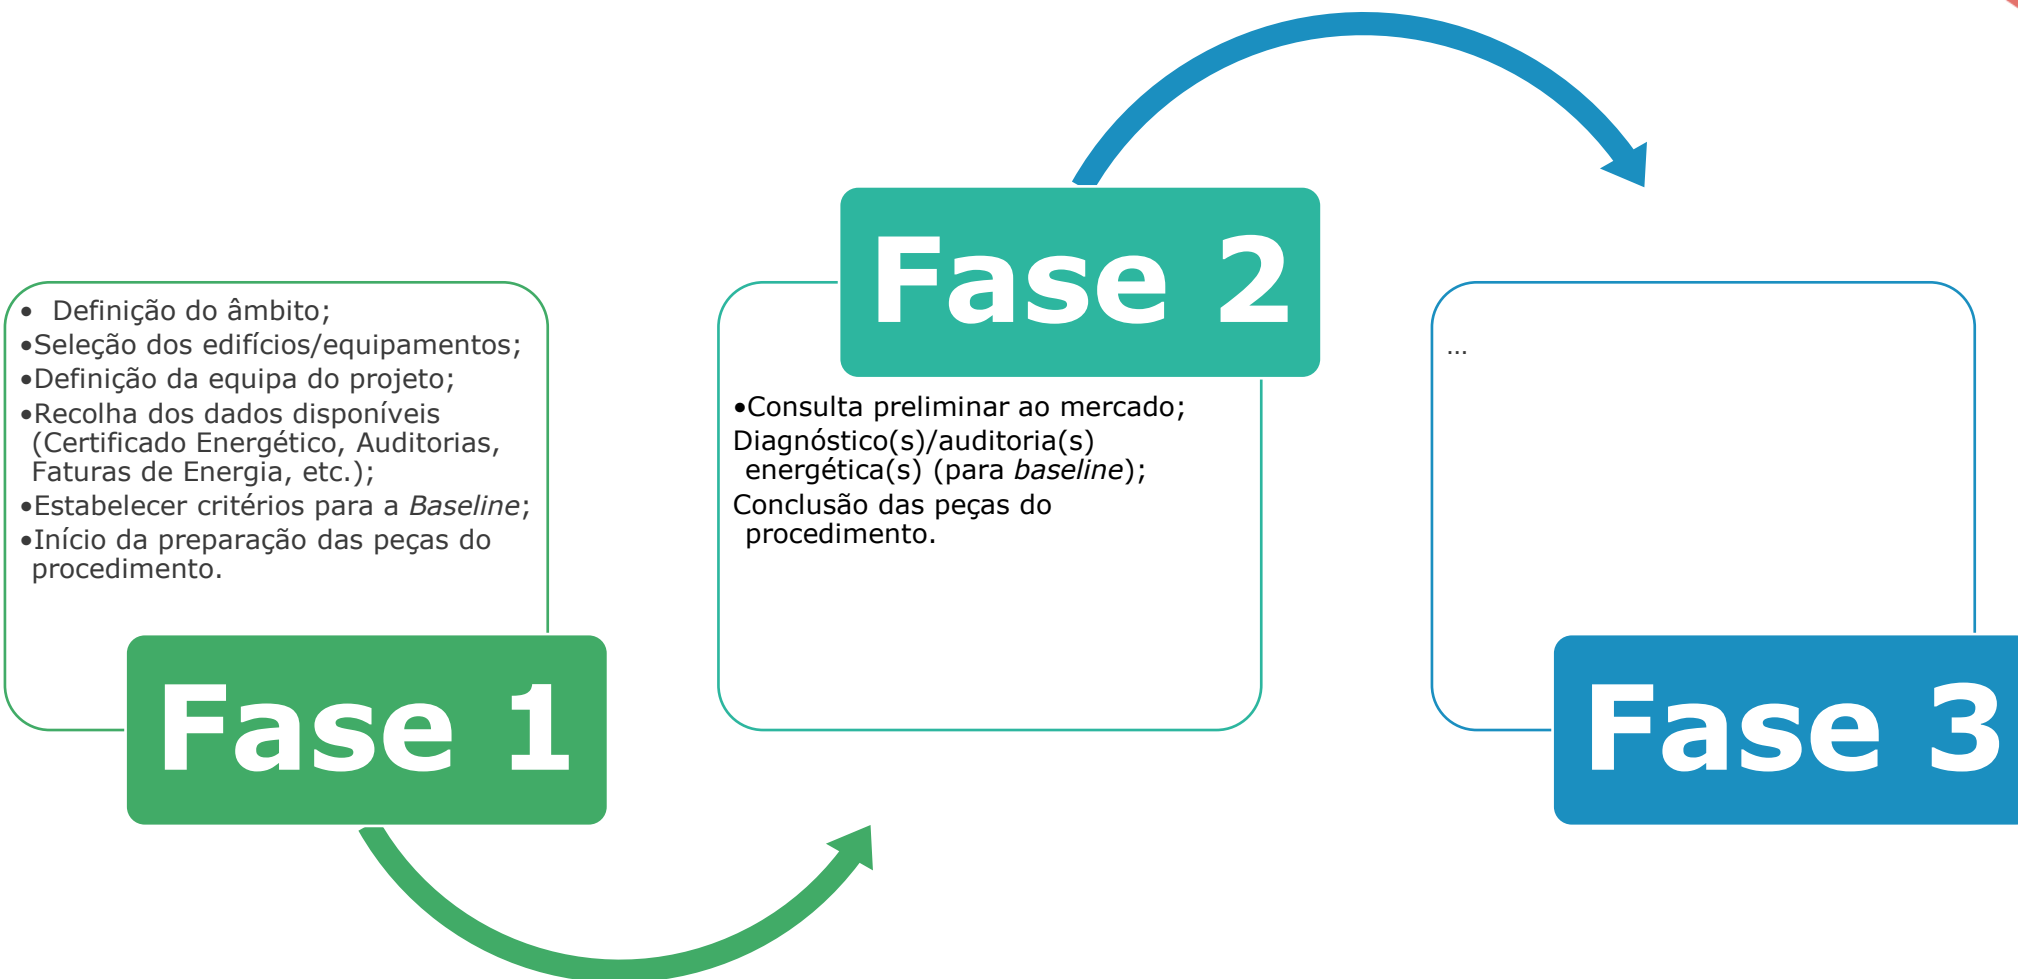 • Definição do âmbito;
•Seleção dos edifícios/equipamentos;
•Definição da equipa do projeto;
•Recolha dos dados disponíveis
(Certificado Energético, Auditorias,
Faturas de Energia, etc.);
•Estabelecer critérios para a Baseline;
•Início da preparação das peças do
procedimento.
Fase 1
Fase 2
•Consulta preliminar ao mercado;
Diagnóstico(s)/auditoria(s)
energética(s) (para baseline);
Conclusão das peças do
procedimento.
...
Fase 3